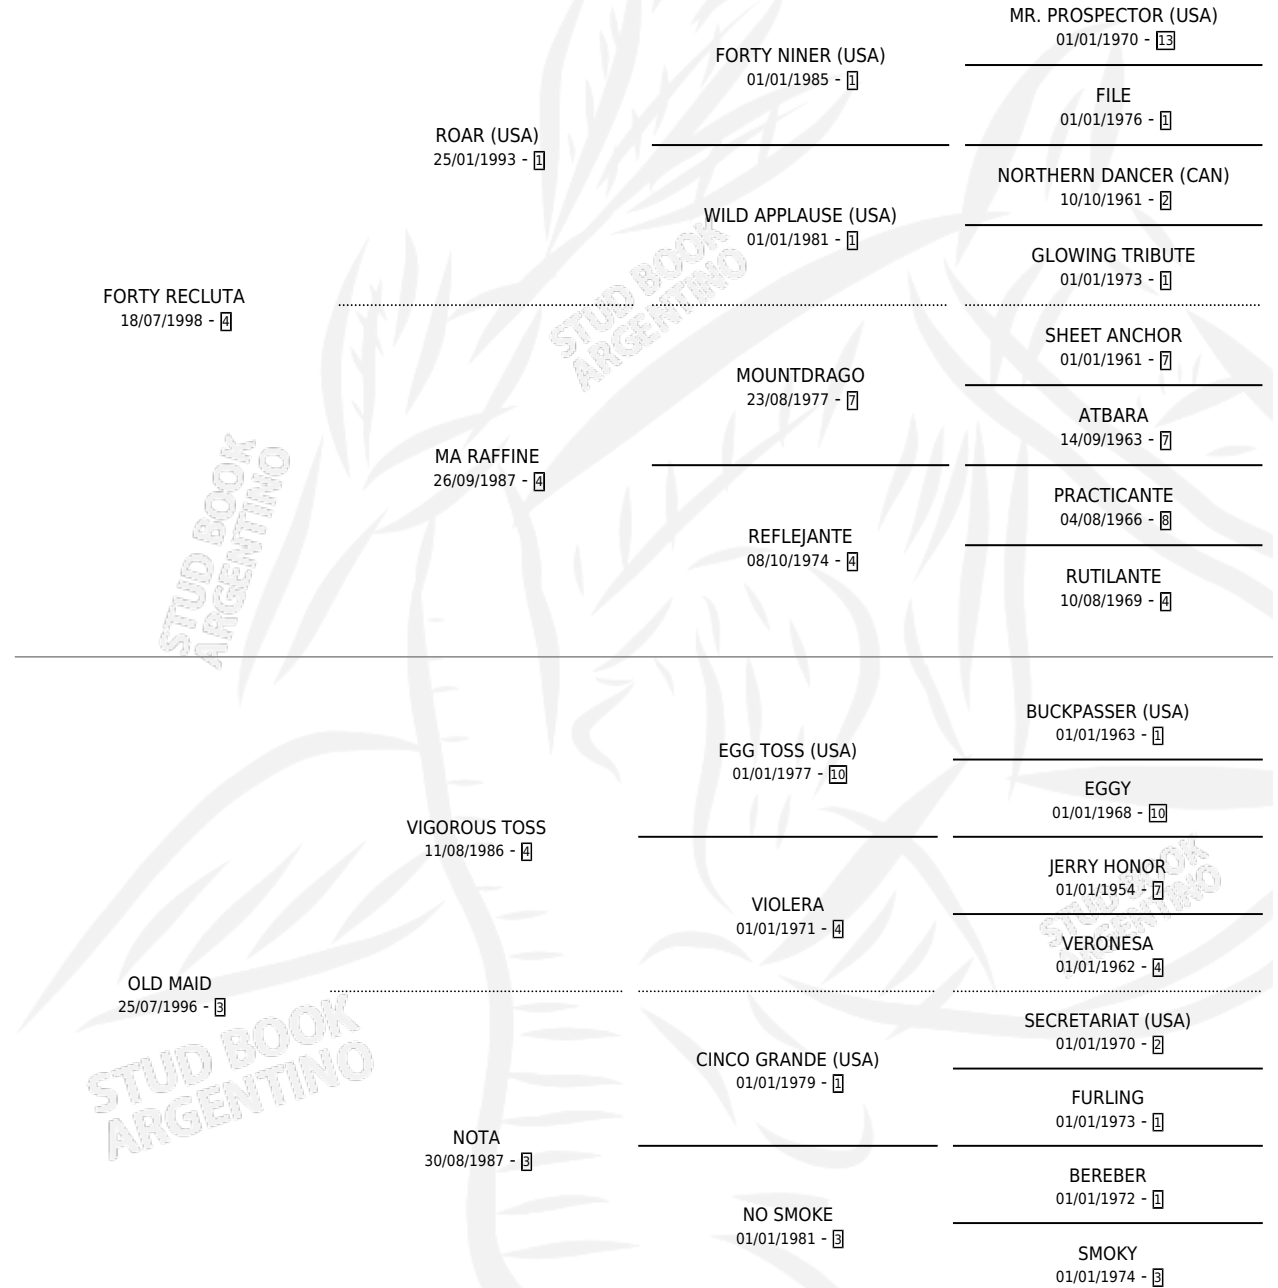 MR. PROSPECTOR (USA)
01/01/1970 - 13
FORTY NINER (USA)
01/01/1985 - 1
FILE
01/01/1976 - 1
ROAR (USA)
25/01/1993 - 1
NORTHERN DANCER (CAN)
10/10/1961 - 2
WILD APPLAUSE (USA)
01/01/1981 - 1
GLOWING TRIBUTE
01/01/1973 - 1
FORTY RECLUTA
18/07/1998 - 4
SHEET ANCHOR
01/01/1961 - 7
MOUNTDRAGO
23/08/1977 - 7
ATBARA
14/09/1963 - 7
MA RAFFINE
26/09/1987 - 4
PRACTICANTE
04/08/1966 - 8
REFLEJANTE
08/10/1974 - 4
RUTILANTE
10/08/1969 - 4
BUCKPASSER (USA)
01/01/1963 - 1
EGG TOSS (USA)
01/01/1977 - 10
EGGY
01/01/1968 - 10
VIGOROUS TOSS
11/08/1986 - 4
JERRY HONOR
01/01/1954 - 7
VIOLERA
01/01/1971 - 4
VERONESA
01/01/1962 - 4
OLD MAID
25/07/1996 - 3
SECRETARIAT (USA)
01/01/1970 - 2
CINCO GRANDE (USA)
01/01/1979 - 1
FURLING
01/01/1973 - 1
NOTA
30/08/1987 - 3
BEREBER
01/01/1972 - 1
NO SMOKE
01/01/1981 - 3
SMOKY
01/01/1974 - 3
STUD BOOK
ARGENTINO
STUD BOOK
ARGENTINO
STUD BOOK
ARGENTINO
STUD BOOK
ARGENTINO